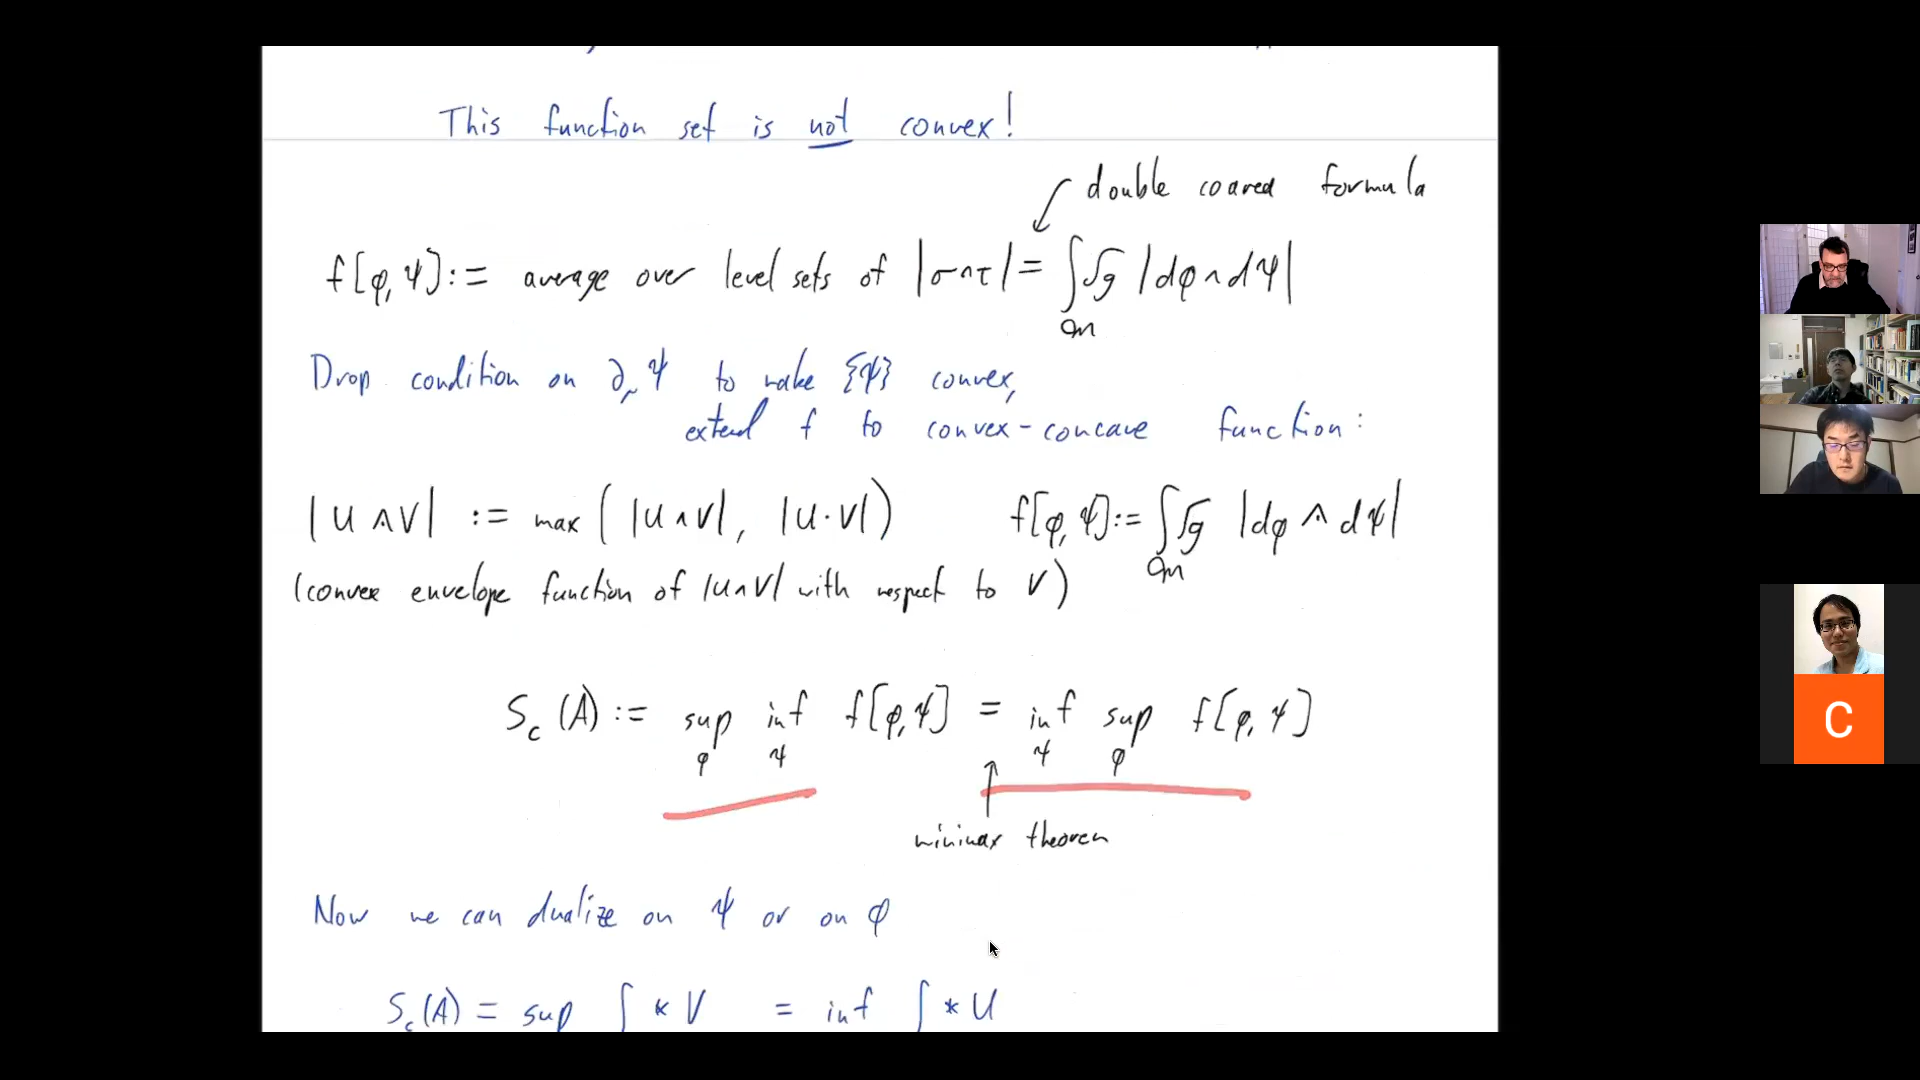 This function set is not convex!
double coarea formula
f[φ,ψ]:= average over level sets of |σ∧τ| = ∫√g |dφ∧dψ|
m
Drop condition on ∂ ψ to make {ψ} convex,
extend f to convex-concave function:
|U ⩓ V| := max(|U∧V|, |U·V|) f[φ,ψ]:= ∫√g |dφ ⩓ dψ|
m
(convex envelope function of |U∧V| with respect to V)
S_c(A) := sup inf f[φ,ψ] = inf sup f[φ,ψ]
φ ψ ψ φ
↑
minimax theorem
Now we can dualize on ψ or on φ
S_c(A) = sup ∫ * V = inf ∫ * U
C